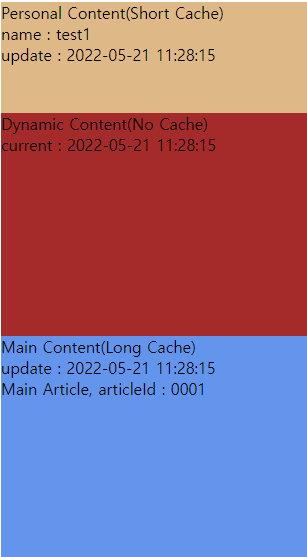 Personal Content(Short Cache)
name : test1
update : 2022-05-21 11:28:15
Dynamic Content(No Cache)
current : 2022-05-21 11:28:15
Main Content(Long Cache)
update : 2022-05-21 11:28:15
Main Article, articleId : 0001